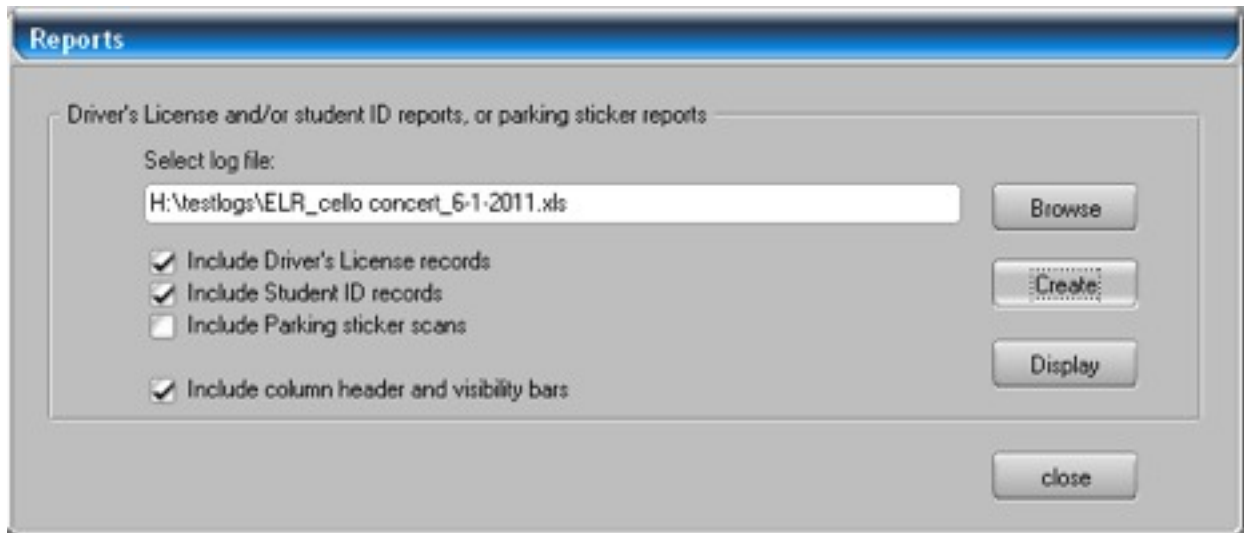 Reports
Driver's License and/or student ID reports, or parking sticker reports
Select log file:
H:\testlogs\ELR_cello concert_6-1-2011.xls
Browse
Include Driver's License records
Include Student ID records
Create
Include Parking sticker scans
Display
Include column header and visibility bars
close